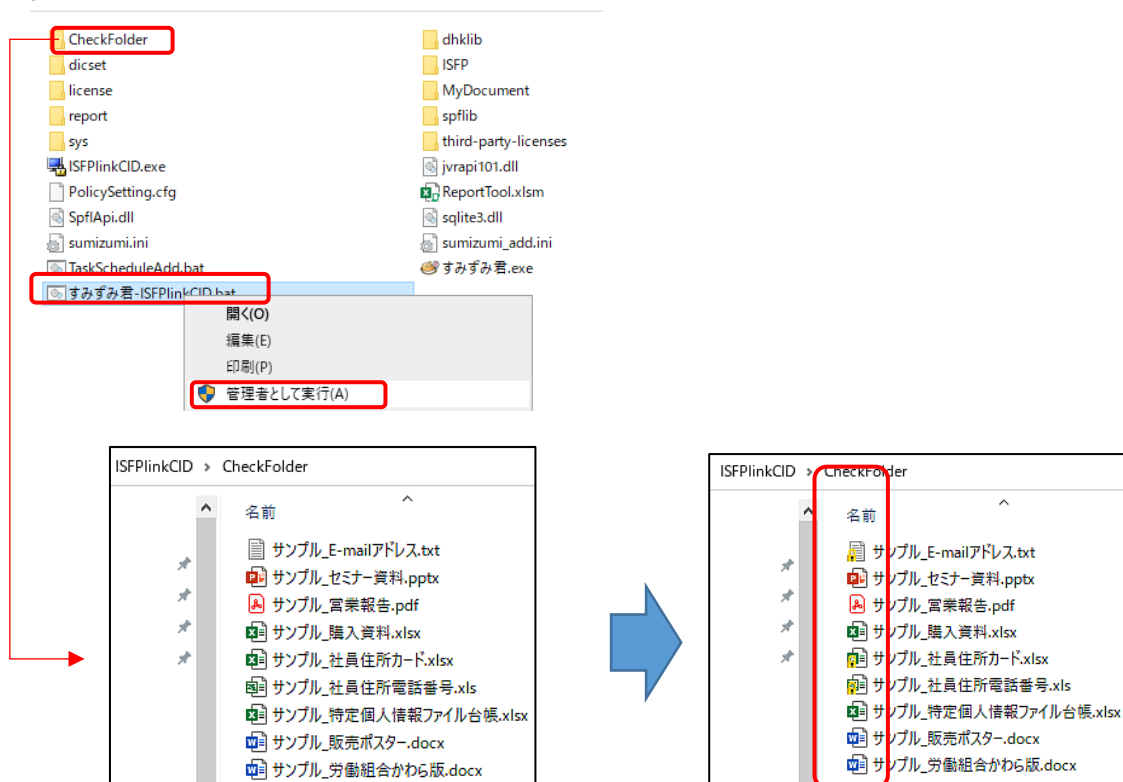 CheckFolder
dicset
license
report
sys
ISFPlinkCID.exe
PolicySetting.cfg
SpflApi.dll
sumizumi.ini
TaskScheduleAdd.bat
すみずみ君-ISFPlinkCID.bat
dhklib
ISFP
MyDocument
spflib
third-party-licenses
jvrapi101.dll
ReportTool.xlsm
sqlite3.dll
sumizumi_add.ini
すみずみ君.exe
開く(O)
編集(E)
印刷(P)
管理者として実行(A)
ISFPlinkCID > CheckFolder
名前
サンプル_E-mailアドレス.txt
サンプル_セミナー資料.pptx
サンプル_営業報告.pdf
サンプル_購入資料.xlsx
サンプル_社員住所カード.xlsx
サンプル_社員住所電話番号.xls
サンプル_特定個人情報ファイル台帳.xlsx
サンプル_販売ポスター.docx
サンプル_労働組合かわら版.docx
ISFPlinkCID > CheckFolder
名前
サンプル_E-mailアドレス.txt
サンプル_セミナー資料.pptx
サンプル_営業報告.pdf
サンプル_購入資料.xlsx
サンプル_社員住所カード.xlsx
サンプル_社員住所電話番号.xls
サンプル_特定個人情報ファイル台帳.xlsx
サンプル_販売ポスター.docx
サンプル_労働組合かわら版.docx